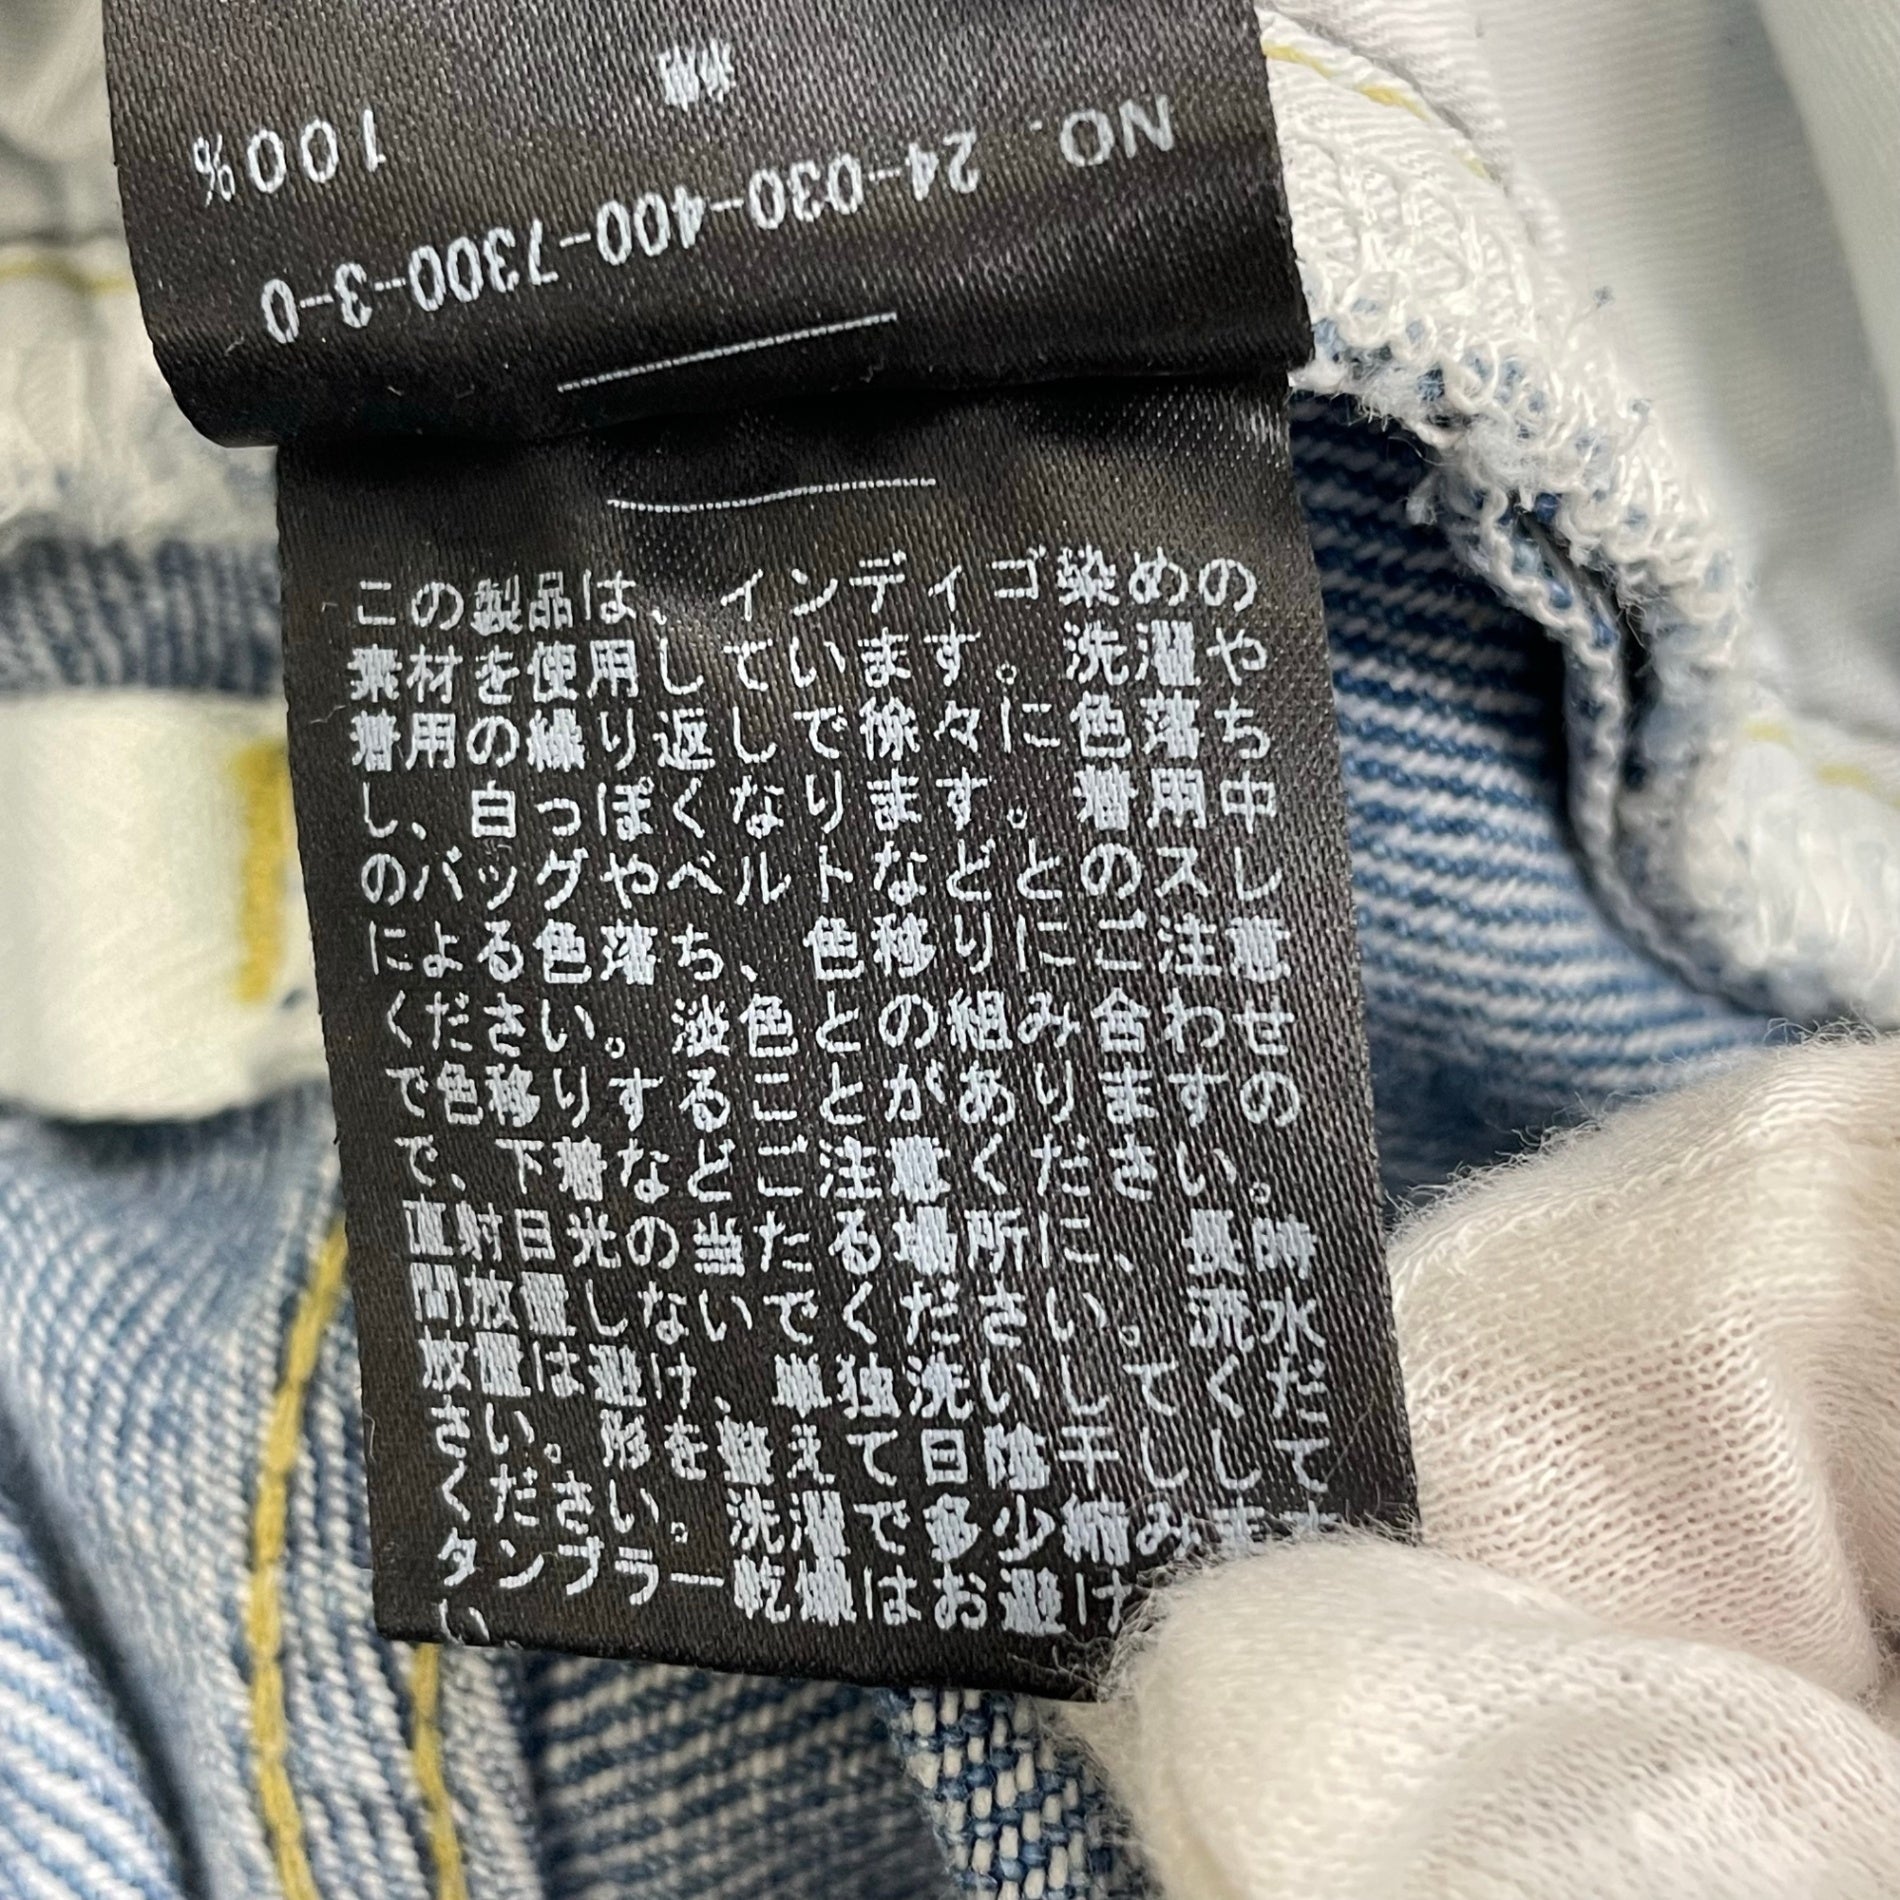 綿
100%
NO. 24-030-400-7300-3-0
この製品は、インディゴ染めの
素材を使用しています。洗濯や
着用の繰り返しで徐々に色落ち
し、白っぽくなります。着用中
のバッグやベルトなどとのスレ
による色落ち、色移りにご注意
ください。淡色との組み合わせ
で色移りすることがありますの
で、下着などご注意ください。
直射日光の当たる場所に、長時
間放置しないでください。流水
放置は避け、単独洗いしてくだ
さい。形を整えて日陰干しして
ください。洗濯で多少縮みます
タンブラー乾燥はお避け
い。